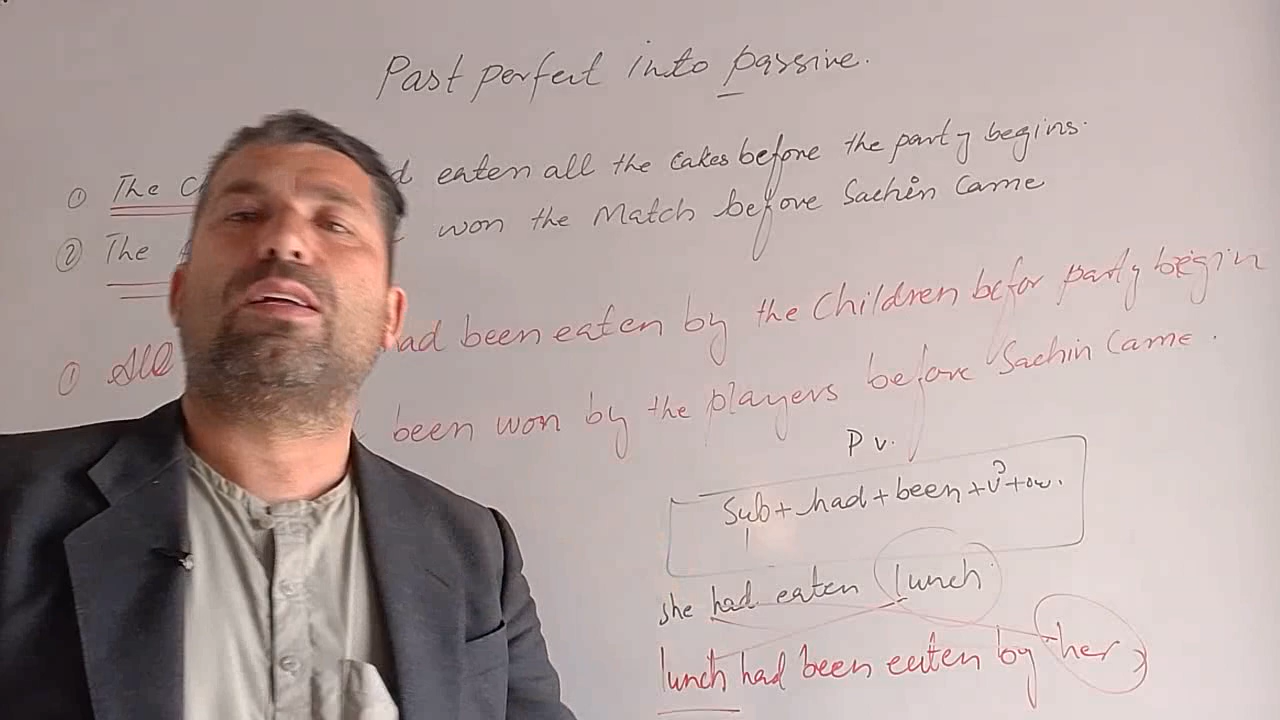 Past perfect into passive.
① The eaten all the cakes before the party begins.
② The won the Match before Sachin Came
① All had been eaten by the Children befor party begin
been won by the players before Sachin Came.
P v.
Sub + had + been + v3 + ow.
she had eaten lunch
lunch had been eaten by her